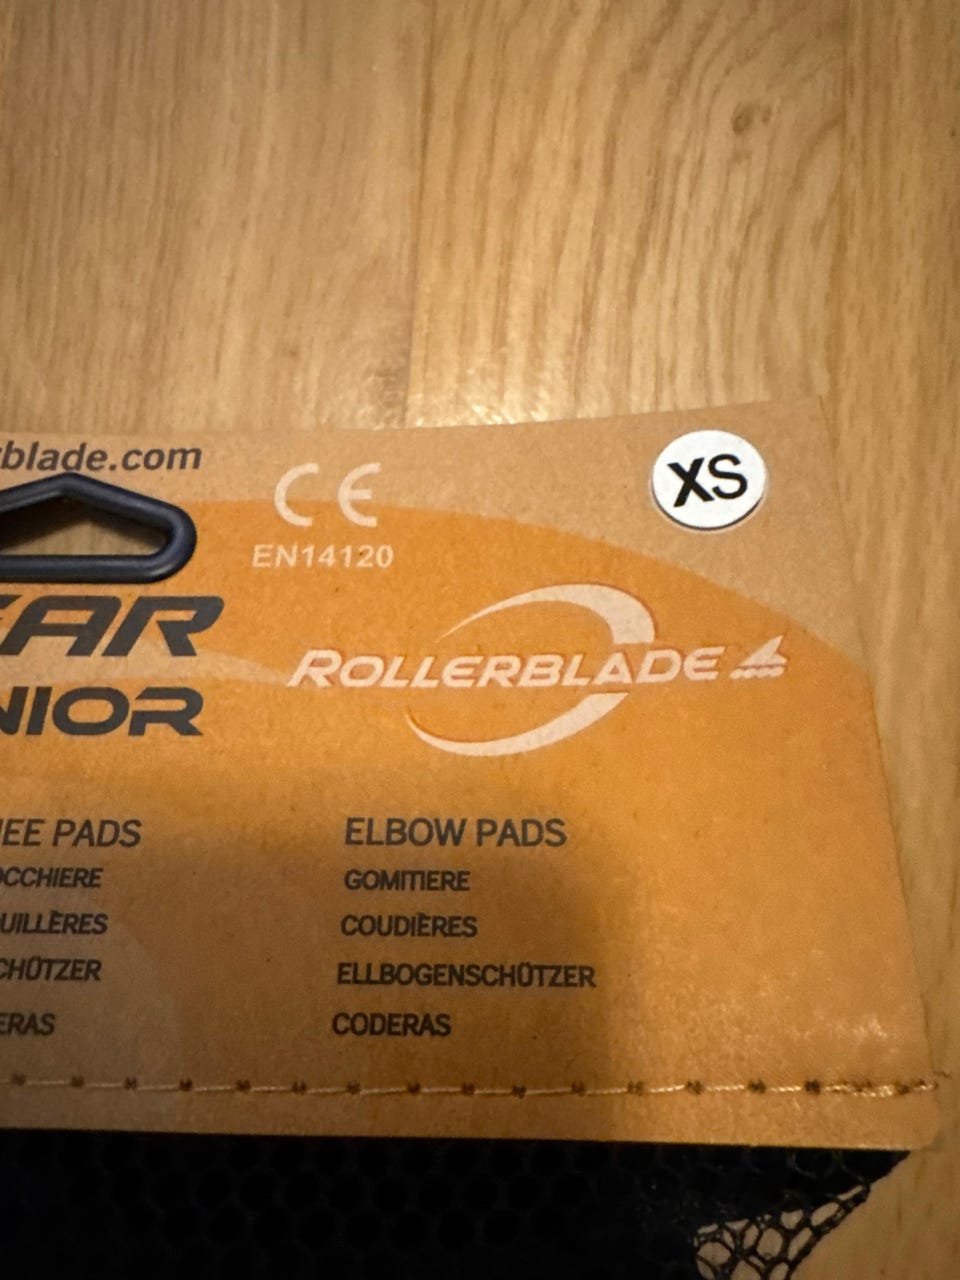 rblade.com
CE
XS
EN14120
EAR
ROLLERBLADE
NIOR
EE PADS
OCCHIERE
UILLÈRES
CHÜTZER
ERAS
ELBOW PADS
GOMITIERE
COUDIÈRES
ELLBOGENSCHÜTZER
CODERAS